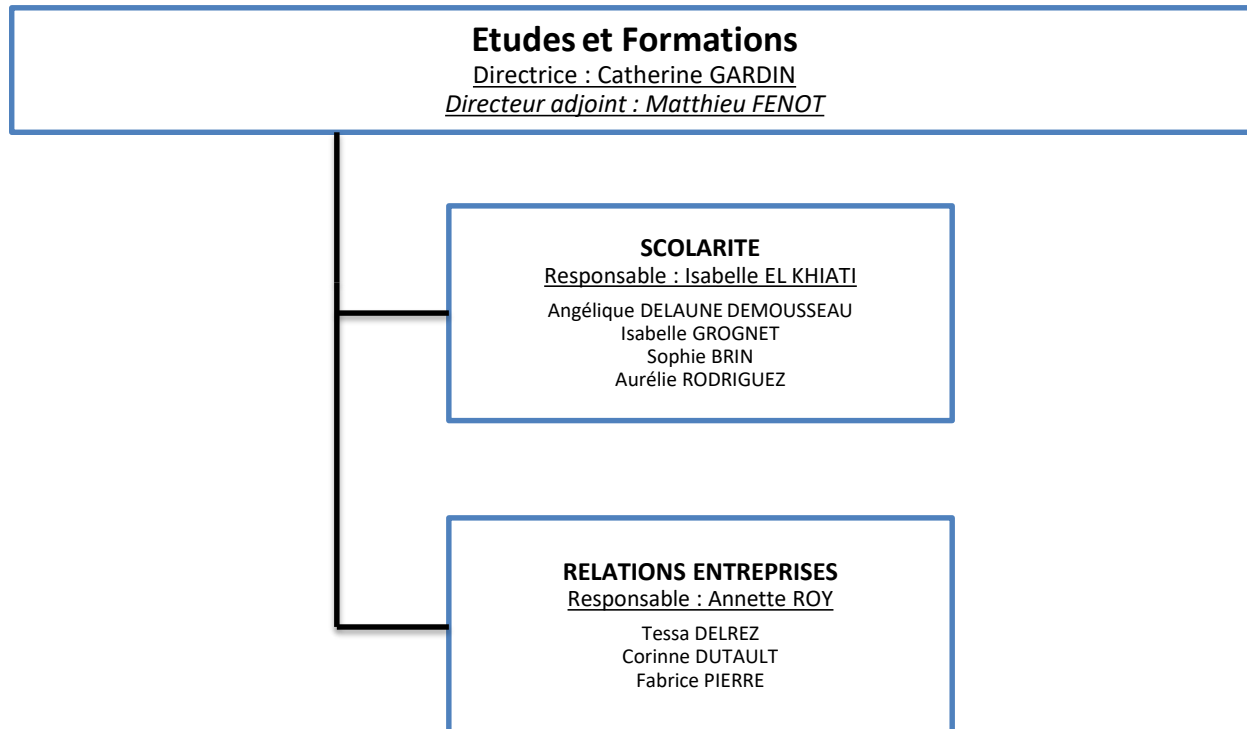 Etudes et Formations
Directrice : Catherine GARDIN
Directeur adjoint : Matthieu FENOT
SCOLARITE
Responsable : Isabelle EL KHIATI
Angélique DELAUNE DEMOUSSEAU
Isabelle GROGNET
Sophie BRIN
Aurélie RODRIGUEZ
RELATIONS ENTREPRISES
Responsable : Annette ROY
Tessa DELREZ
Corinne DUTAULT
Fabrice PIERRE